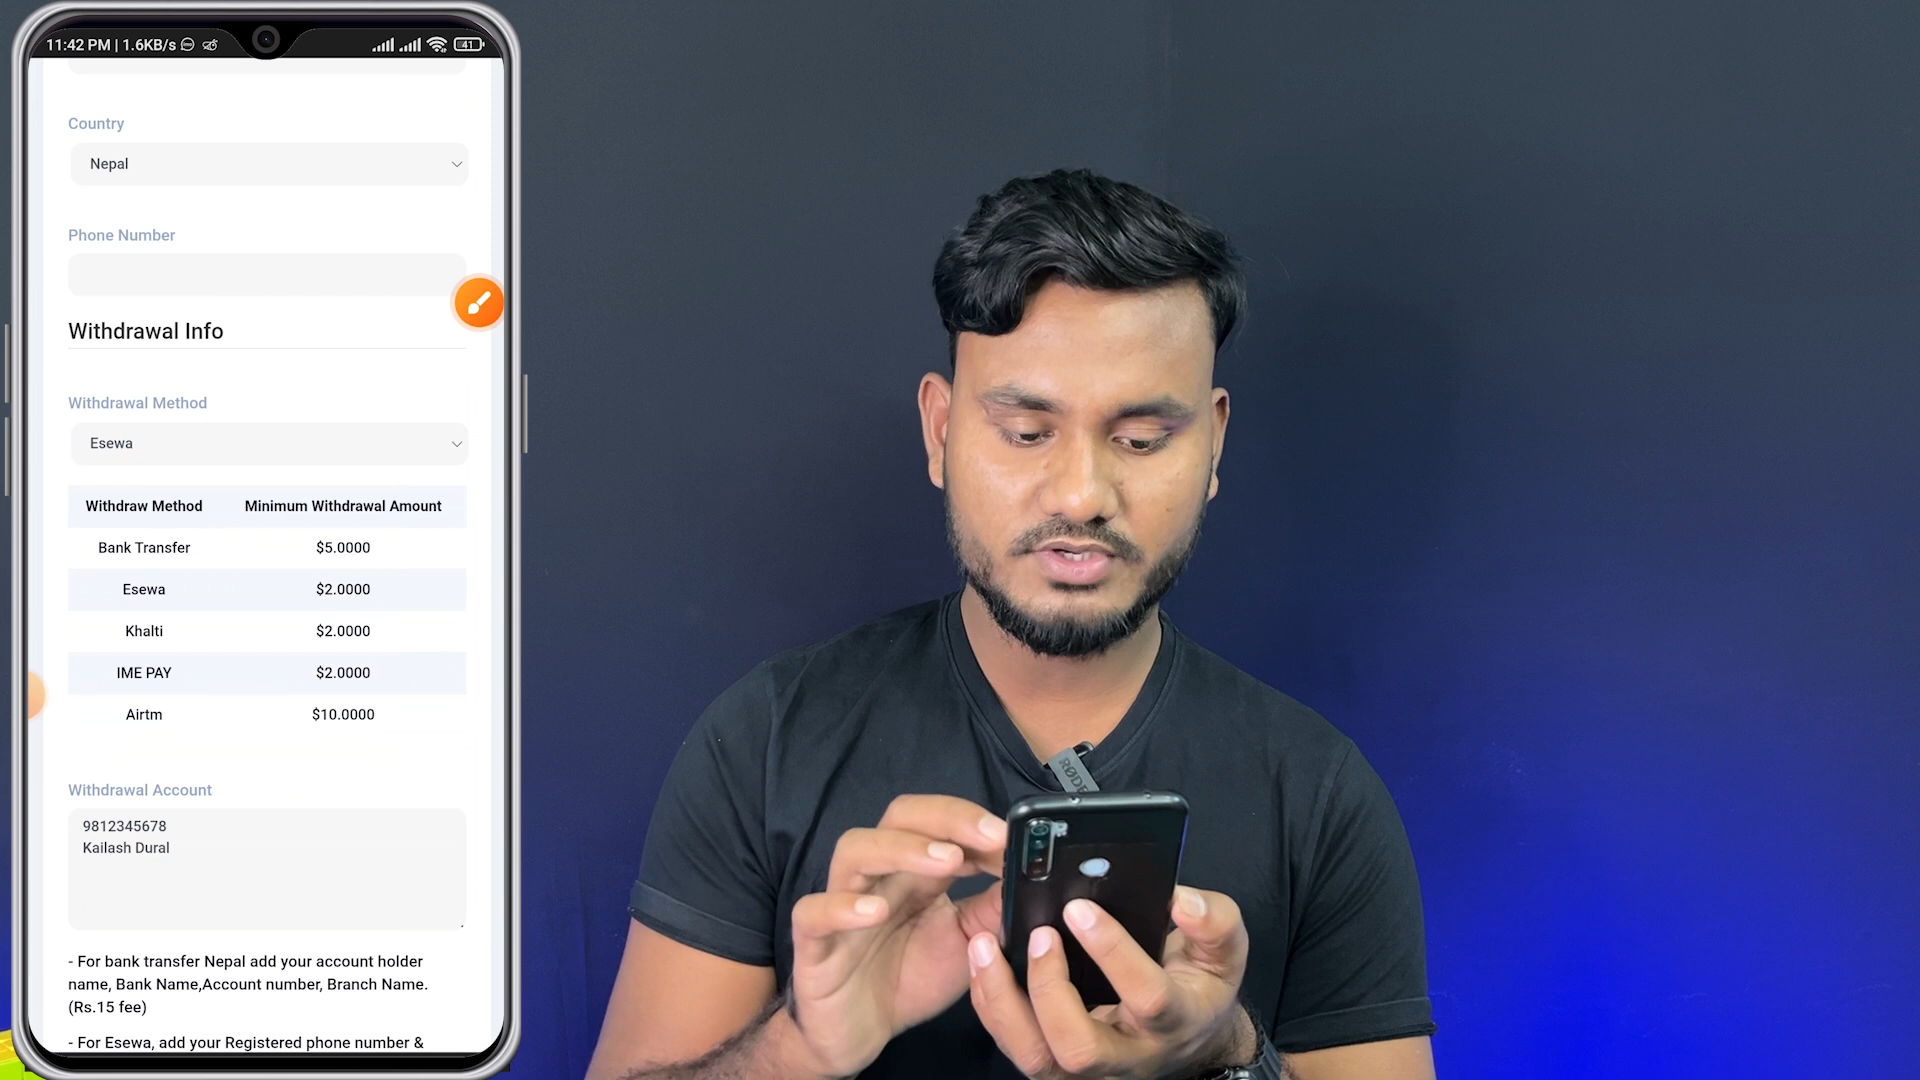 11:42 PM | 1.6KB/s
41
Country
Nepal
Phone Number
Withdrawal Info
Withdrawal Method
Esewa
Withdraw Method Minimum Withdrawal Amount
Bank Transfer $5.0000
Esewa $2.0000
Khalti $2.0000
IME PAY $2.0000
Airtm $10.0000
Withdrawal Account
9812345678
Kailash Dural
- For bank transfer Nepal add your account holder
name, Bank Name,Account number, Branch Name.
(Rs.15 fee)
- For Esewa, add your Registered phone number &
RØDE